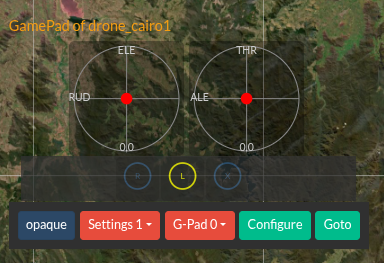 GamePad of drone_cairo1
ELE THR
RUD ALE
0,0 0,0
L
opaque Settings 1 G-Pad 0 Configure Goto